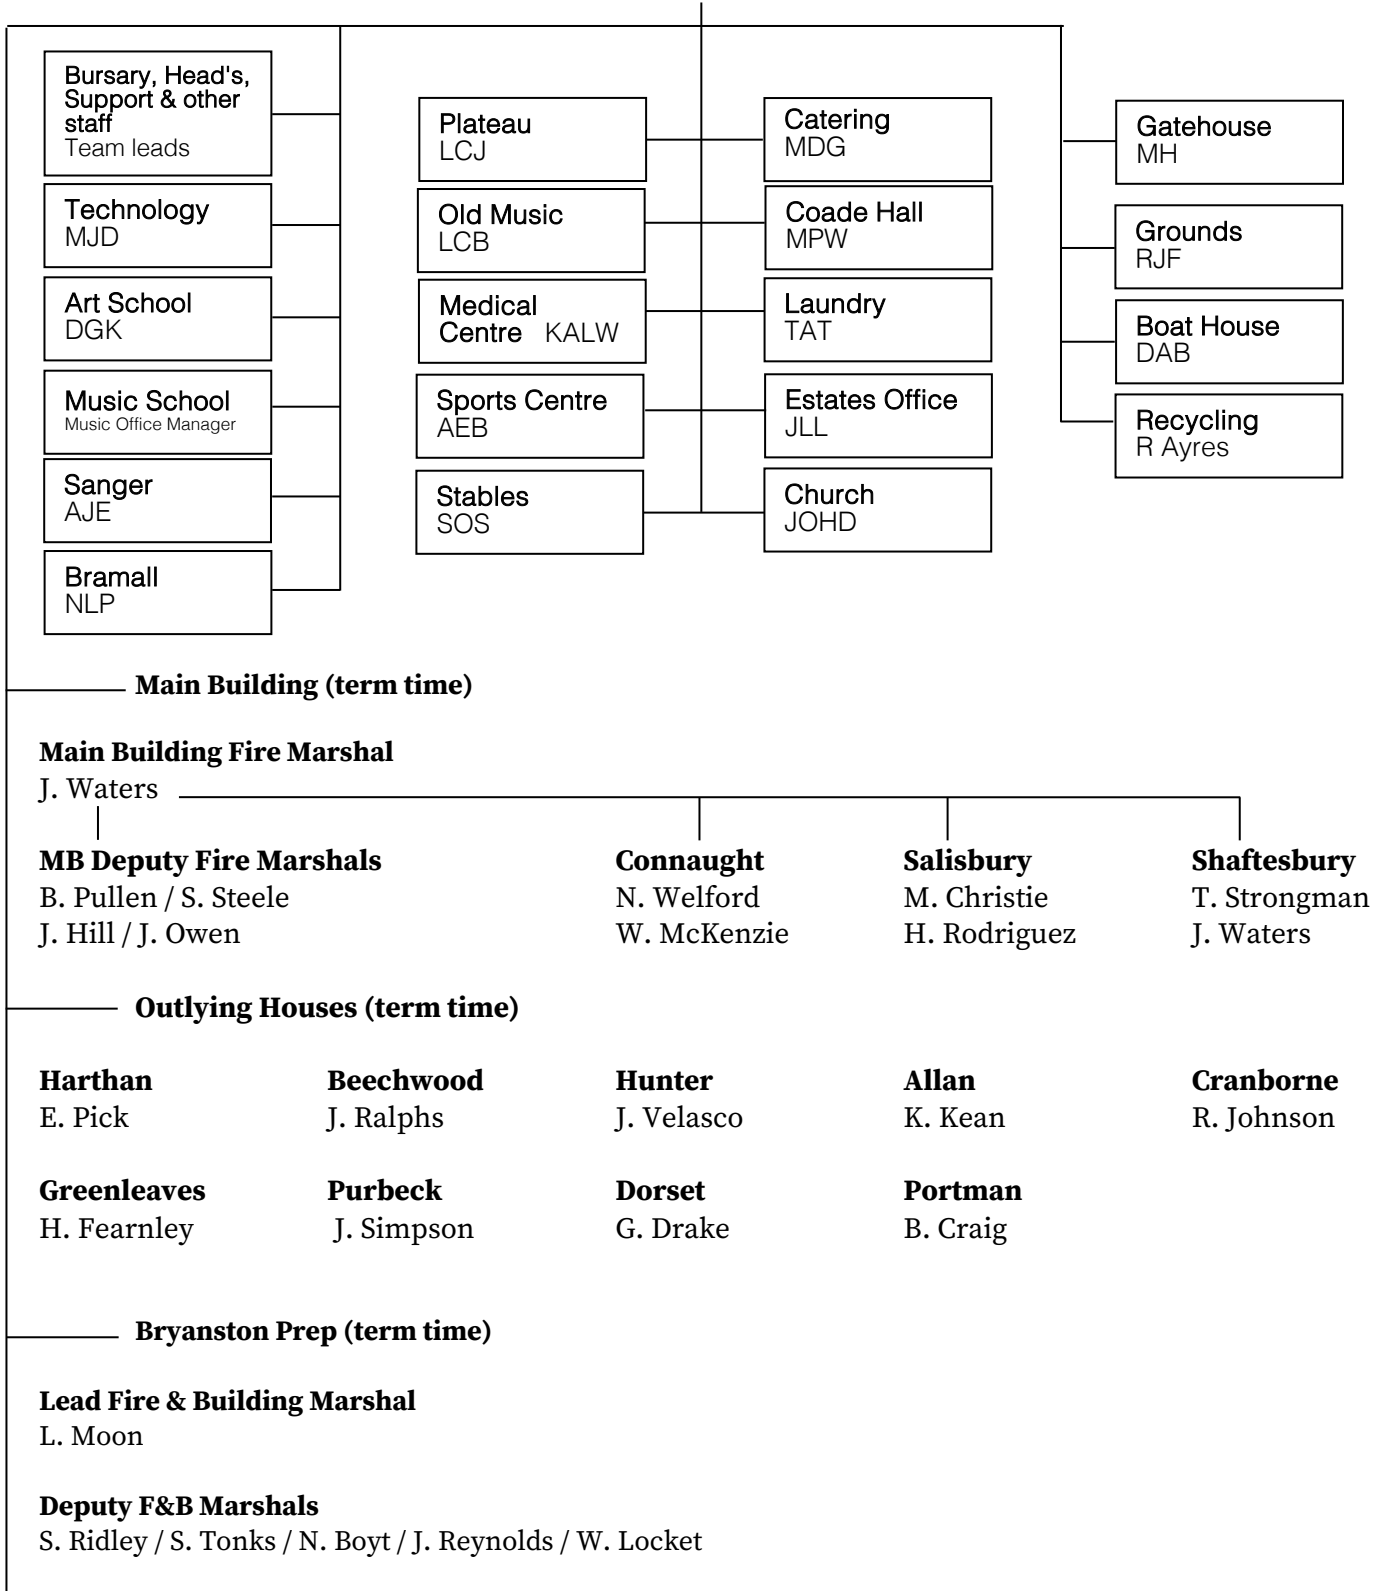 Bursary, Head's,
Support & other
staff
Team leads
Technology
MJD
Art School
DGK
Music School
Music Office Manager
Sanger
AJE
Bramall
NLP
Plateau
LCJ
Old Music
LCB
Medical
Centre KALW
Sports Centre
AEB
Stables
SOS
Catering
MDG
Coade Hall
MPW
Laundry
TAT
Estates Office
JLL
Church
JOHD
Gatehouse
MH
Grounds
RJF
Boat House
DAB
Recycling
R Ayres
Main Building (term time)
Main Building Fire Marshal
J. Waters
MB Deputy Fire Marshals
B. Pullen / S. Steele
J. Hill / J. Owen
Connaught
N. Welford
W. McKenzie
Salisbury
M. Christie
H. Rodriguez
Shaftesbury
T. Strongman
J. Waters
Outlying Houses (term time)
Harthan
E. Pick
Beechwood
J. Ralphs
Hunter
J. Velasco
Allan
K. Kean
Cranborne
R. Johnson
Greenleaves
H. Fearnley
Purbeck
J. Simpson
Dorset
G. Drake
Portman
B. Craig
Bryanston Prep (term time)
Lead Fire & Building Marshal
L. Moon
Deputy F&B Marshals
S. Ridley / S. Tonks / N. Boyt / J. Reynolds / W. Locket